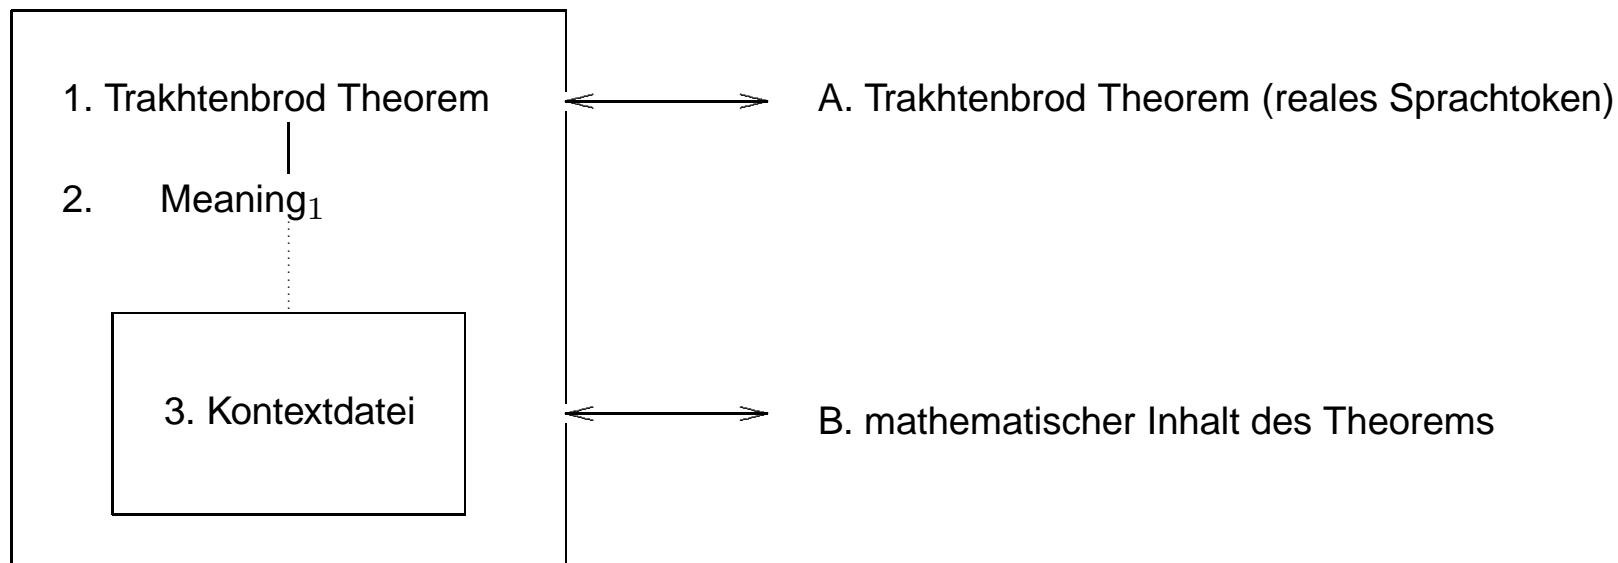 1. Trakhtenbrod Theorem
A. Trakhtenbrod Theorem (reales Sprachtoken)
2. Meaning₁
3. Kontextdatei
B. mathematischer Inhalt des Theorems